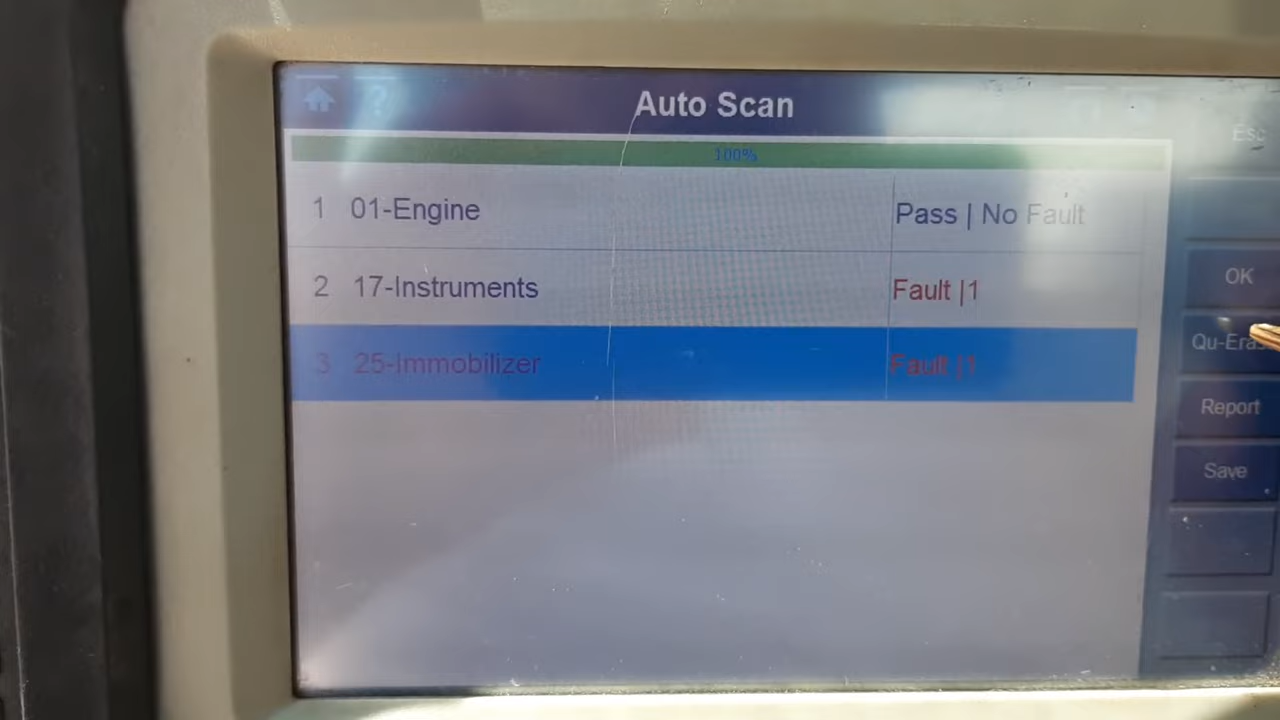 ?
Auto Scan
Esc
100%
1 01-Engine Pass | No Fault
2 17-Instruments Fault |1
OK
3 25-Immobilizer Fault |1
Report
Save